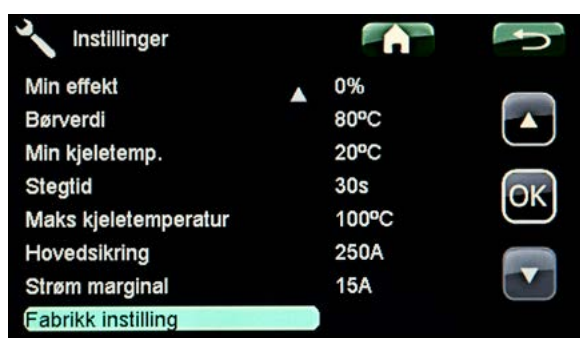 Instillinger
Min effekt 0%
Børverdi 80ºC
Min kjeletemp. 20ºC
Stegtid 30s
Maks kjeletemperatur 100ºC
Hovedsikring 250A
Strøm marginal 15A
Fabrikk instilling
OK